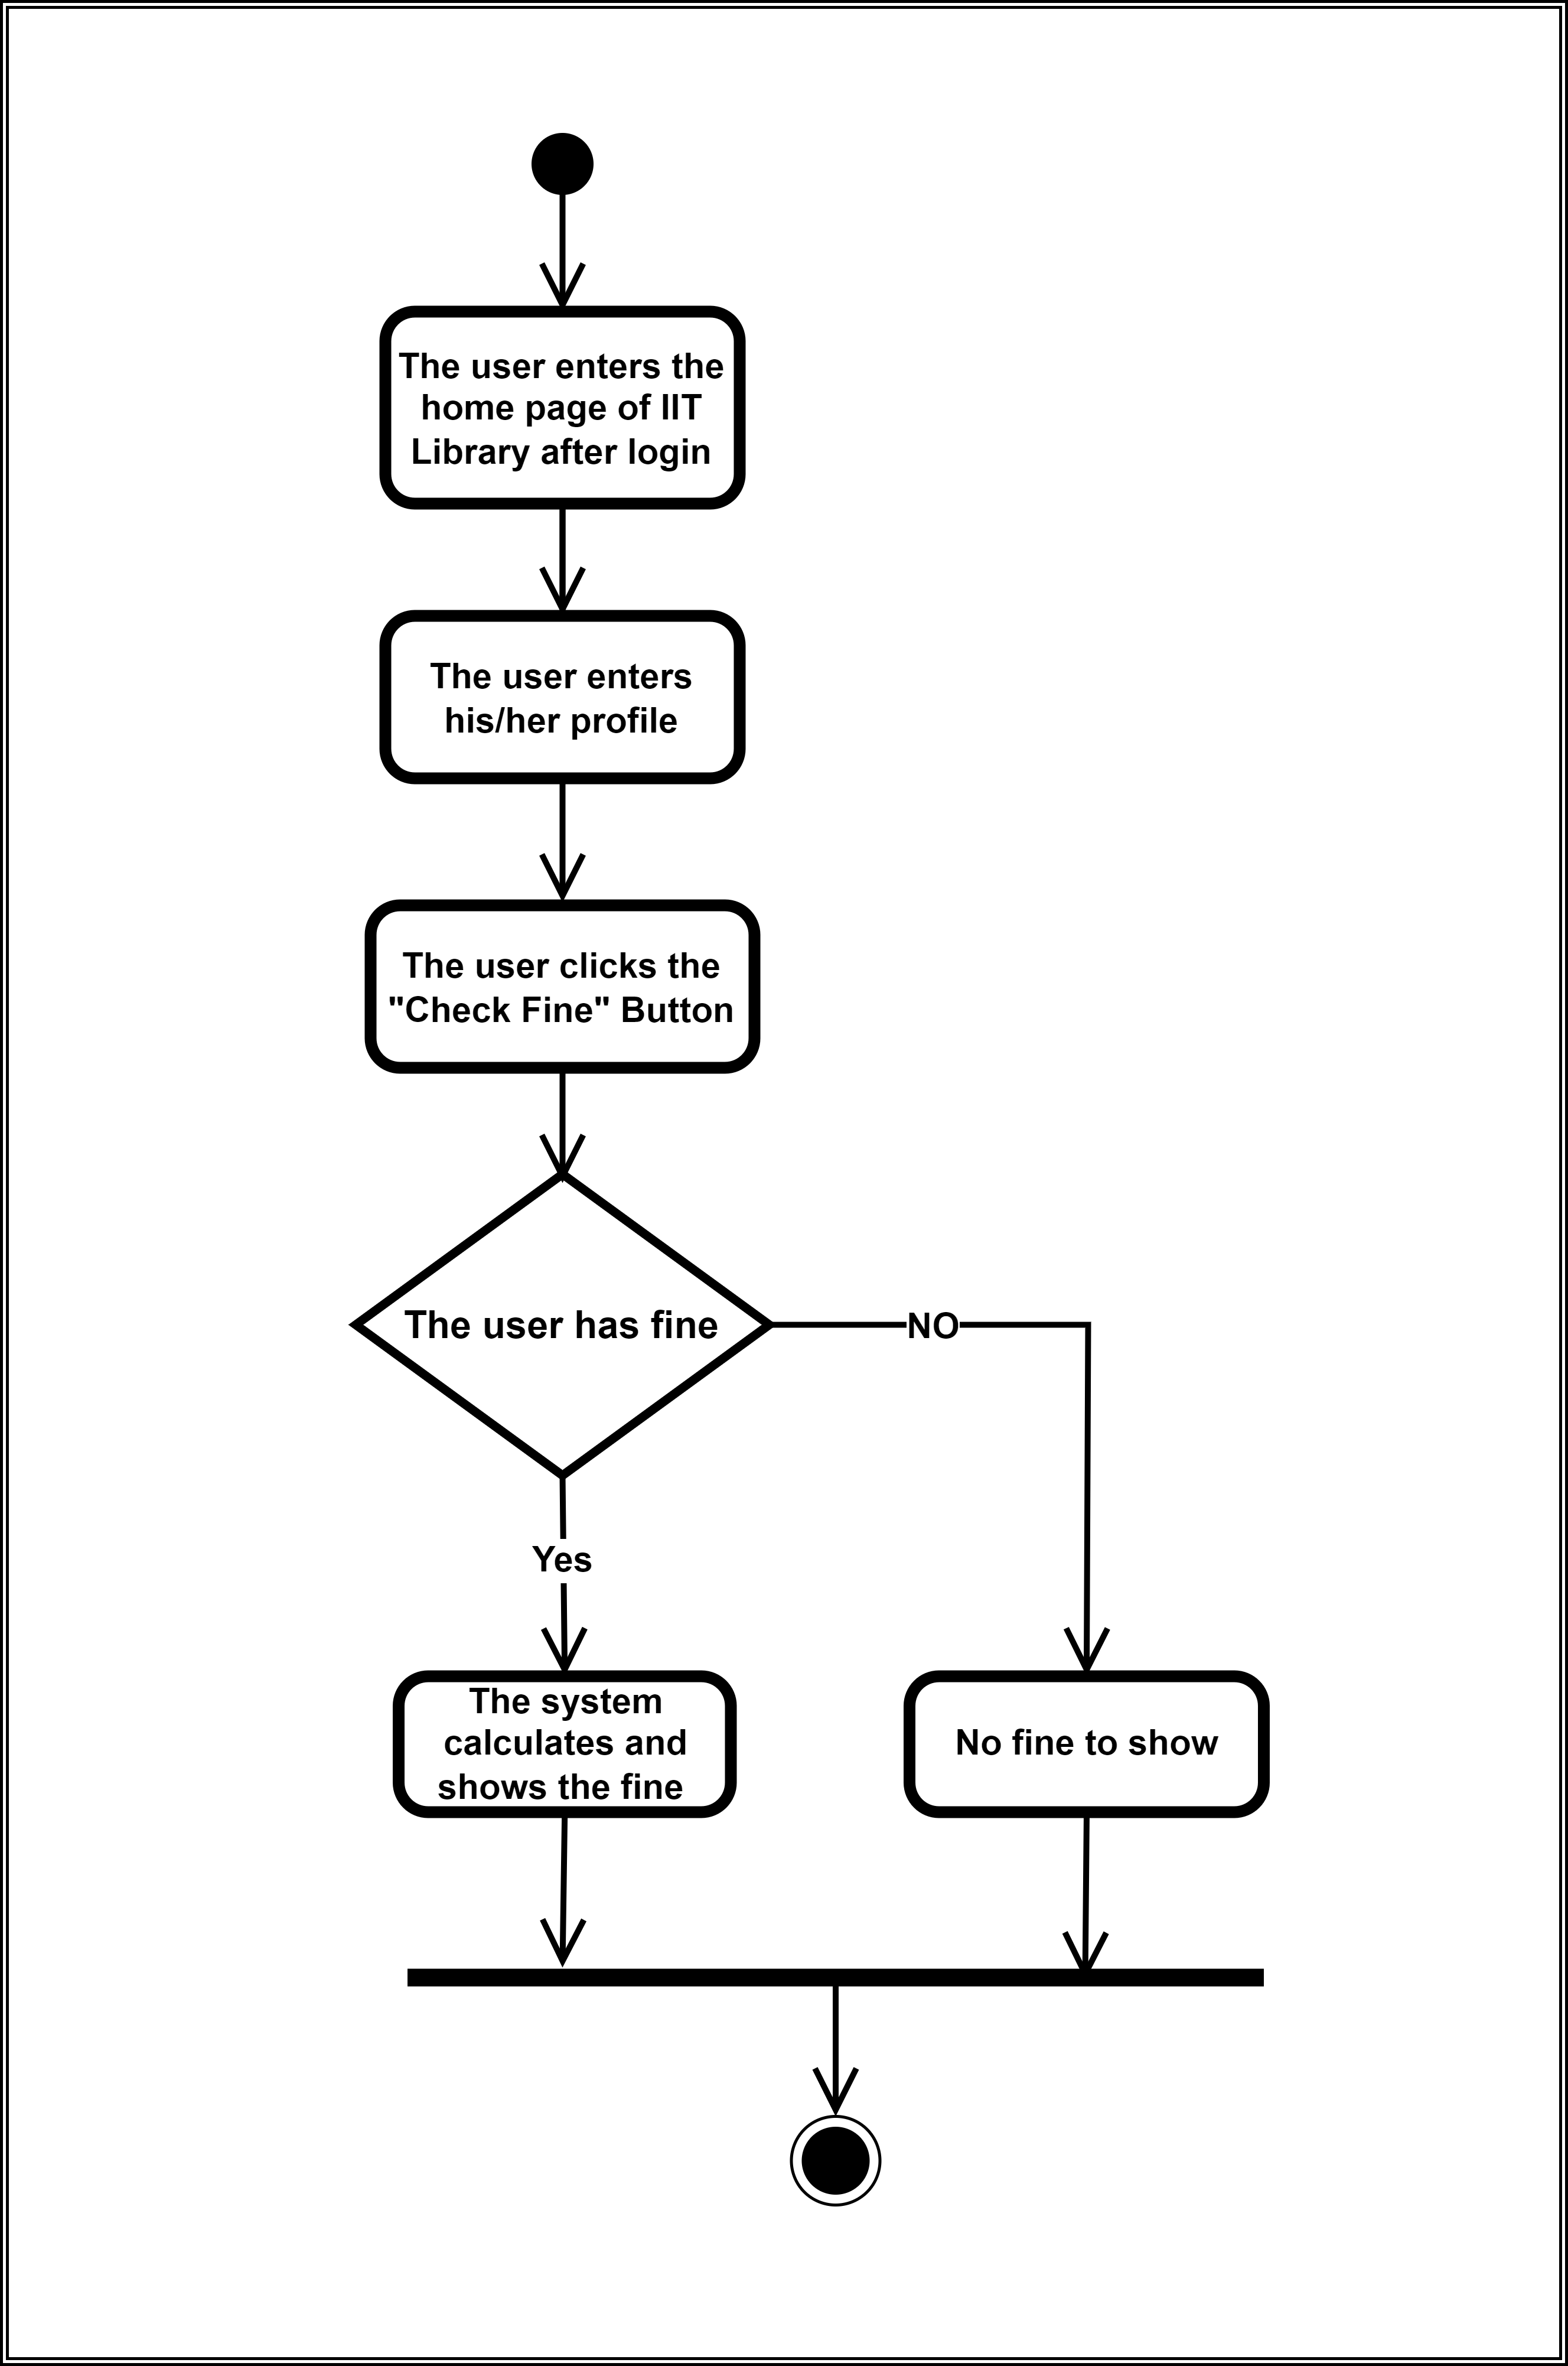 The user enters the
home page of IIT
Library after login
The user enters
his/her profile
The user clicks the
"Check Fine" Button
The user has fine
NO
Yes
The system
calculates and
shows the fine
No fine to show